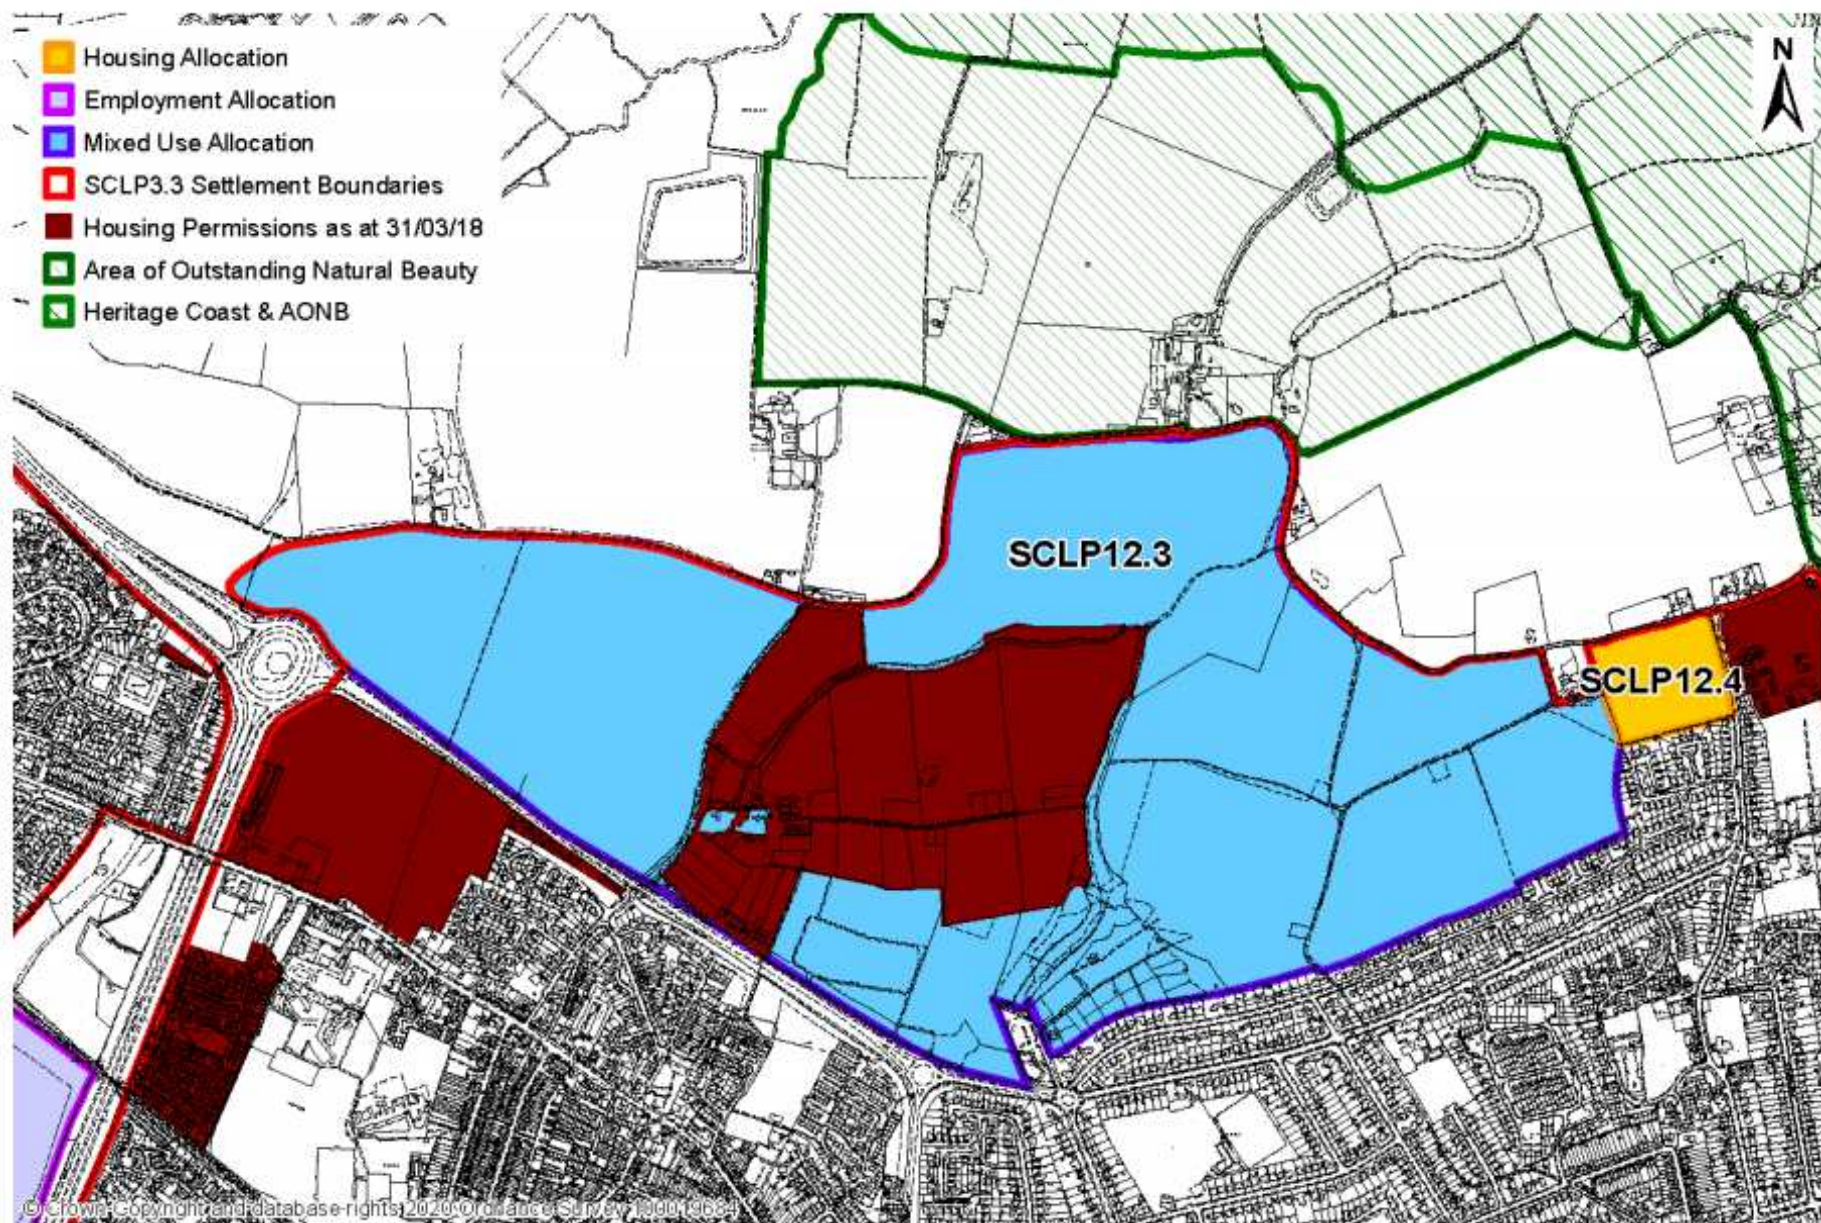 Housing Allocation
Employment Allocation
Mixed Use Allocation
SCLP3.3 Settlement Boundaries
Housing Permissions as at 31/03/18
Area of Outstanding Natural Beauty
Heritage Coast & AONB
N
SCLP12.3
SCLP12.4
© Crown Copyright and database rights 2020 Ordnance Survey 100019684